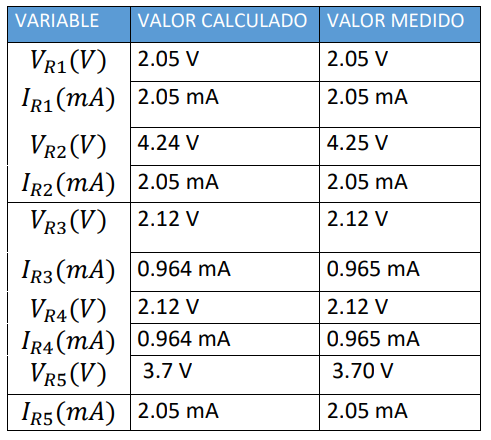 VARIABLE VALOR CALCULADO VALOR MEDIDO
V_{R1}(V) 2.05 V 2.05 V
I_{R1}(mA) 2.05 mA 2.05 mA
V_{R2}(V) 4.24 V 4.25 V
I_{R2}(mA) 2.05 mA 2.05 mA
V_{R3}(V) 2.12 V 2.12 V
I_{R3}(mA) 0.964 mA 0.965 mA
V_{R4}(V) 2.12 V 2.12 V
I_{R4}(mA) 0.964 mA 0.965 mA
V_{R5}(V) 3.7 V 3.70 V
I_{R5}(mA) 2.05 mA 2.05 mA